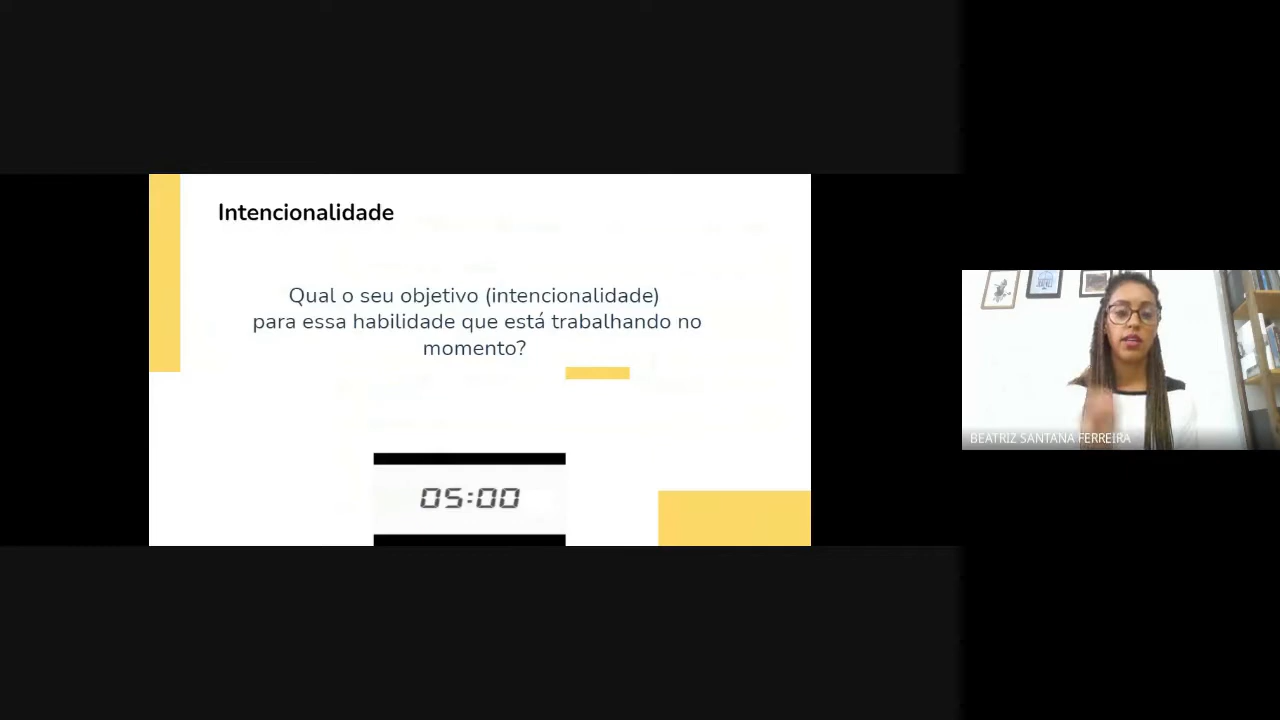 Intencionalidade
Qual o seu objetivo (intencionalidade)
para essa habilidade que está trabalhando no
momento?
05:00
BEATRIZ SANTANA FERREIRA